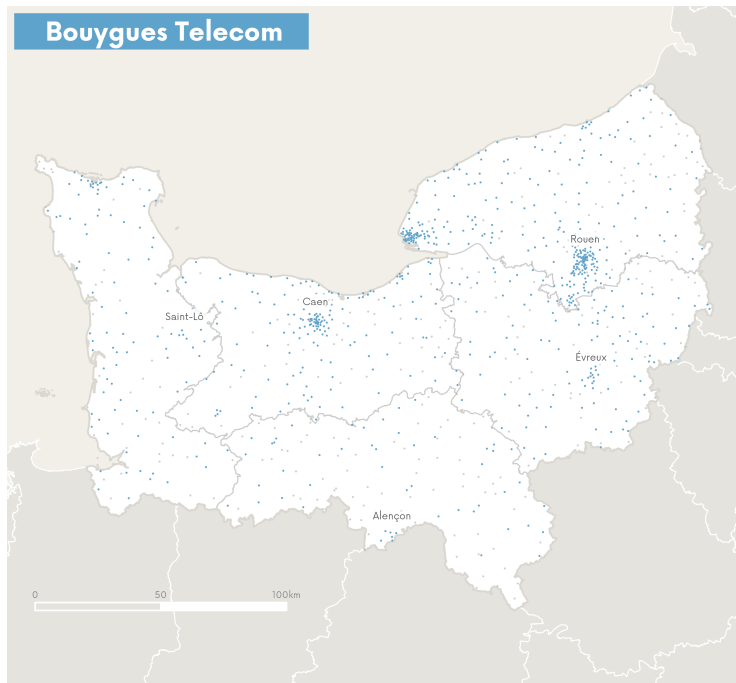 Bouygues Telecom
Rouen
Caen
Saint-Lô
Évreux
Alençon
0 50 100km